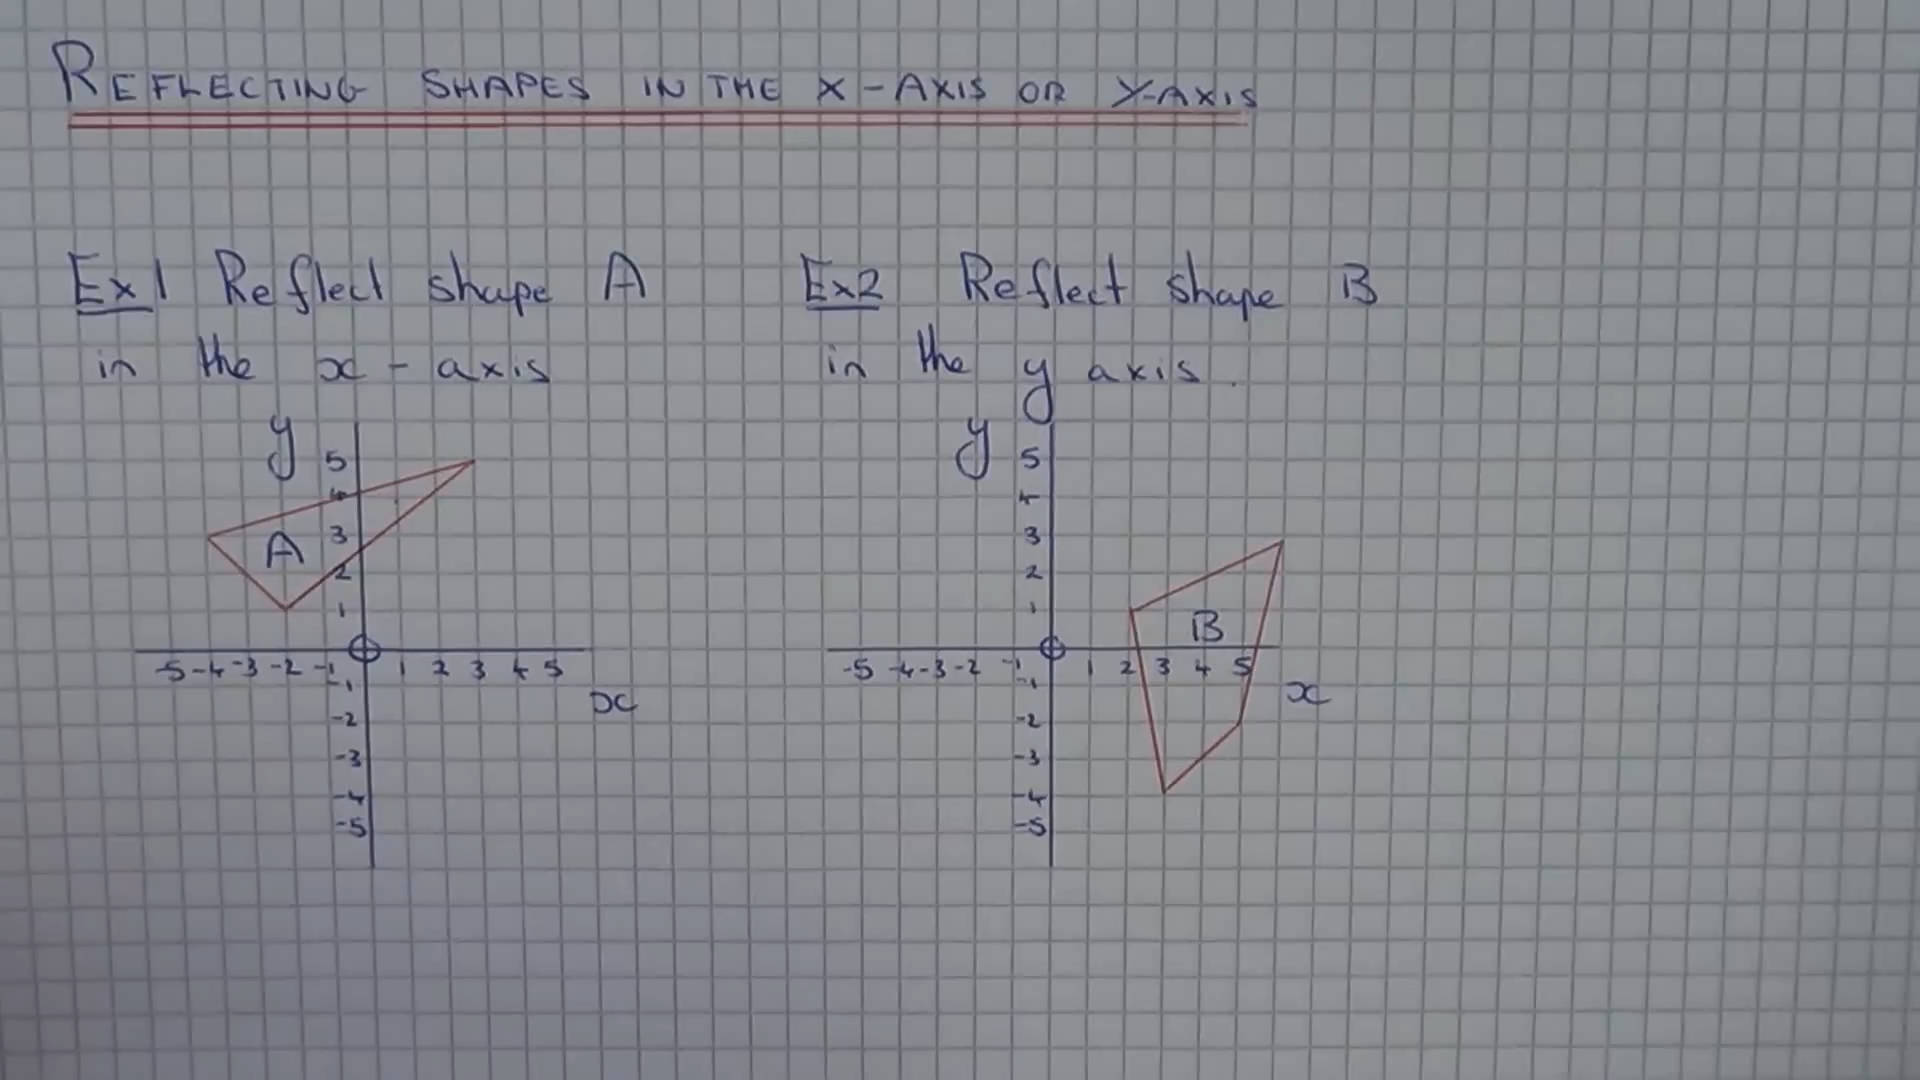 REFLECTING SHAPES IN THE X-AXIS OR Y-AXIS
Ex1 Reflect shape A
in the x-axis
Ex2 Reflect shape B
in the y axis.
y
5
4
3
2
1
A
-5 -4 -3 -2 -1 1 2 3 4 5
x
-1
-2
-3
-4
-5
y
5
4
3
2
1
B
-5 -4 -3 -2 -1 1 2 3 4 5
x
-1
-2
-3
-4
-5